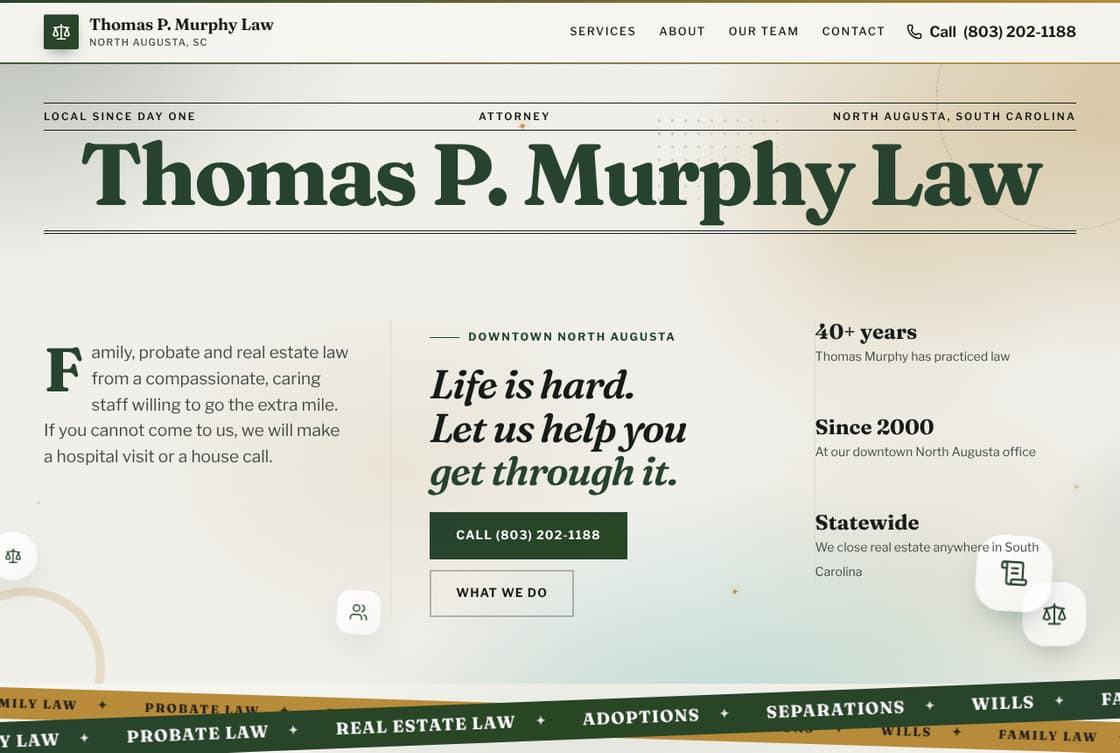 Thomas P. Murphy Law
NORTH AUGUSTA, SC
SERVICES ABOUT OUR TEAM CONTACT Call (803) 202-1188
LOCAL SINCE DAY ONE ATTORNEY NORTH AUGUSTA, SOUTH CAROLINA
Thomas P. Murphy Law
Family, probate and real estate law
from a compassionate, caring
staff willing to go the extra mile.
If you cannot come to us, we will make
a hospital visit or a house call.
DOWNTOWN NORTH AUGUSTA
Life is hard.
Let us help you
get through it.
CALL (803) 202-1188
WHAT WE DO
40+ years
Thomas Murphy has practiced law
Since 2000
At our downtown North Augusta office
Statewide
We close real estate anywhere in South
Carolina
MILY LAW ✦ PROBATE LAW ✦
WILLS ✦ FAMILY LAW
Y LAW ✦ PROBATE LAW ✦ REAL ESTATE LAW ✦ ADOPTIONS ✦ SEPARATIONS ✦ WILLS ✦ FA